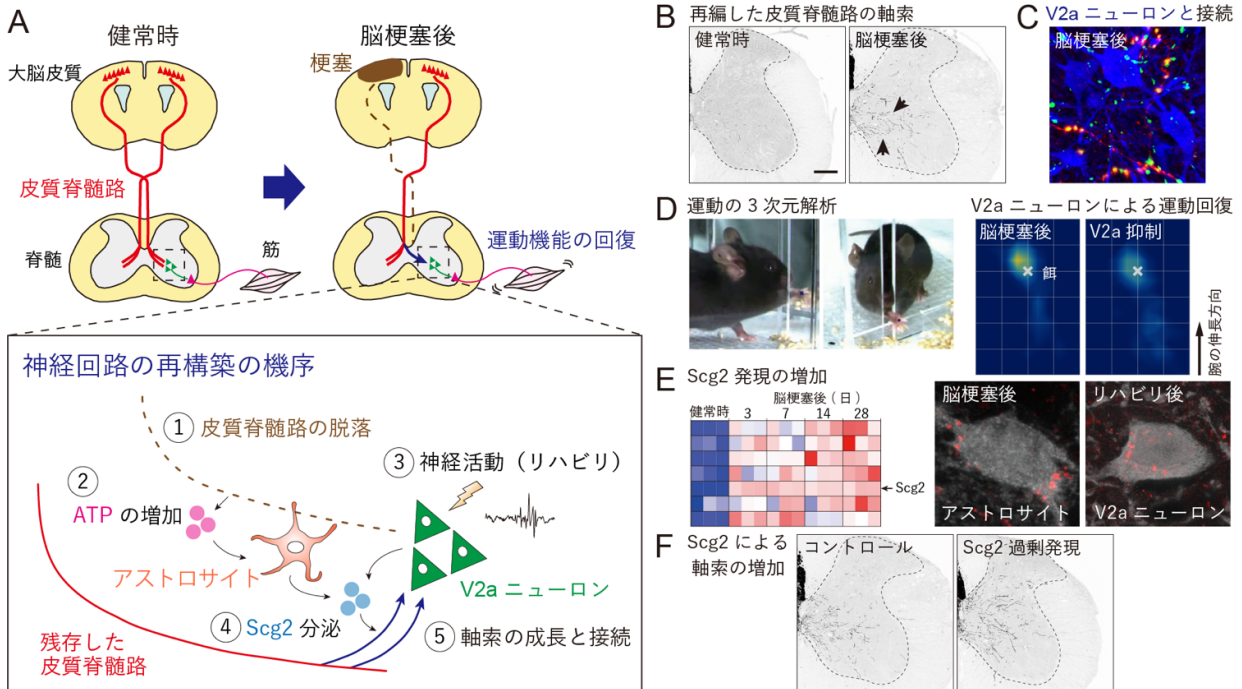 A
健常時
脳梗塞後
大脳皮質
梗塞
皮質脊髄路
脊髄
筋
運動機能の回復
神経回路の再構築の機序
① 皮質脊髄路の脱落
②
ATP の増加
③ 神経活動（リハビリ）
アストロサイト
V2a ニューロン
④ Scg2 分泌
⑤ 軸索の成長と接続
残存した
皮質脊髄路
B 再編した皮質脊髄路の軸索
健常時
脳梗塞後
C V2a ニューロンと接続
脳梗塞後
D 運動の 3 次元解析
V2a ニューロンによる運動回復
脳梗塞後
V2a 抑制
餌
腕の伸長方向
E Scg2 発現の増加
脳梗塞後（日）
健常時 3 7 14 28
Scg2
脳梗塞後
リハビリ後
アストロサイト
V2a ニューロン
F Scg2 による
軸索の増加
コントロール
Scg2 過剰発現